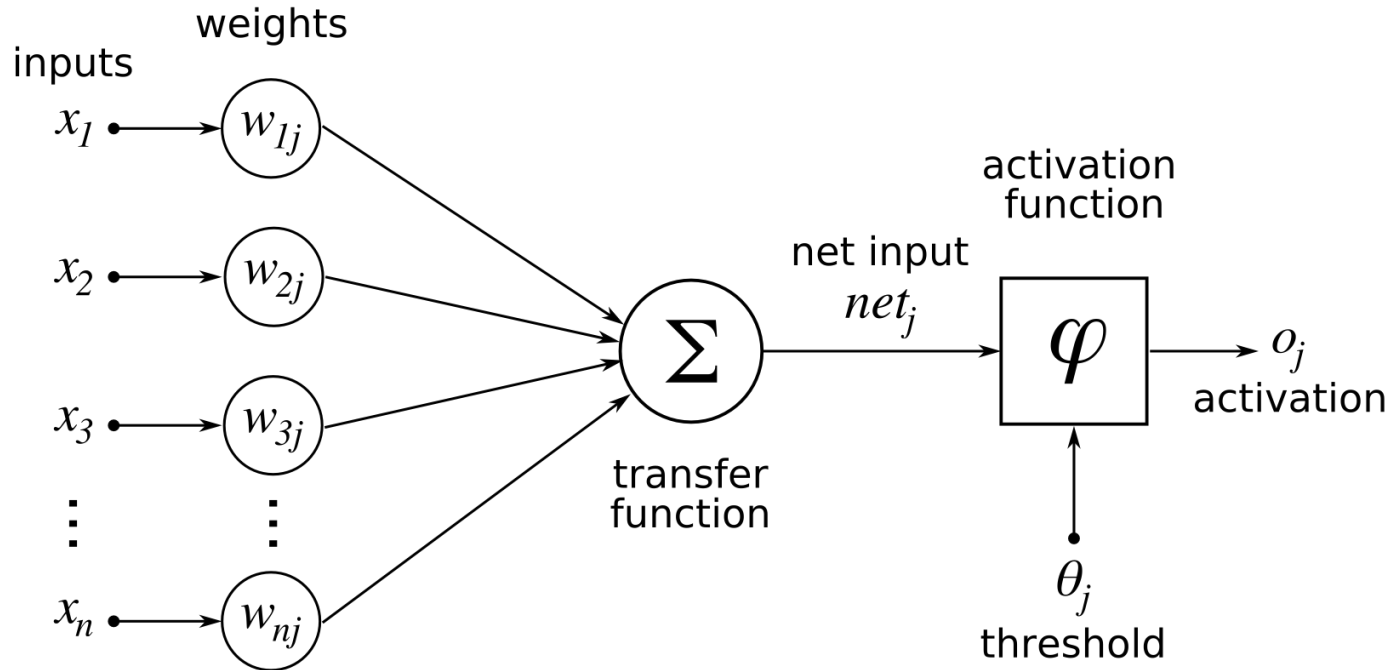 weights
inputs
x₁
w₁ⱼ
x₂
w₂ⱼ
x₃
w₃ⱼ
⋮ ⋮
xₙ
wₙⱼ
Σ
transfer
function
net input
netⱼ
activation
function
φ
oⱼ
activation
θⱼ
threshold